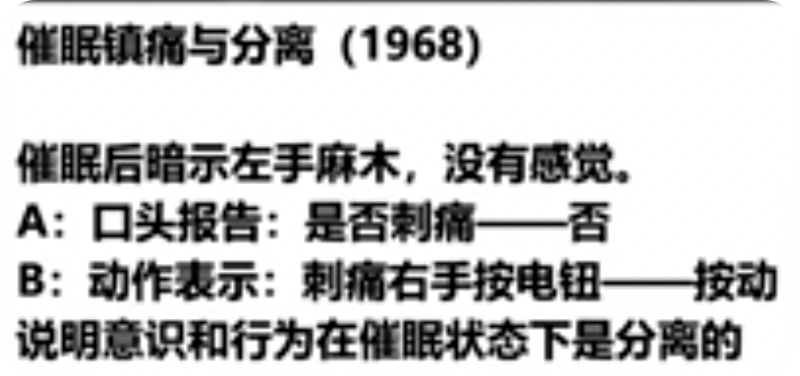 催眠镇痛与分离（1968）
催眠后暗示左手麻木，没有感觉。
A：口头报告：是否刺痛——否
B：动作表示：刺痛右手按电钮——按动
说明意识和行为在催眠状态下是分离的